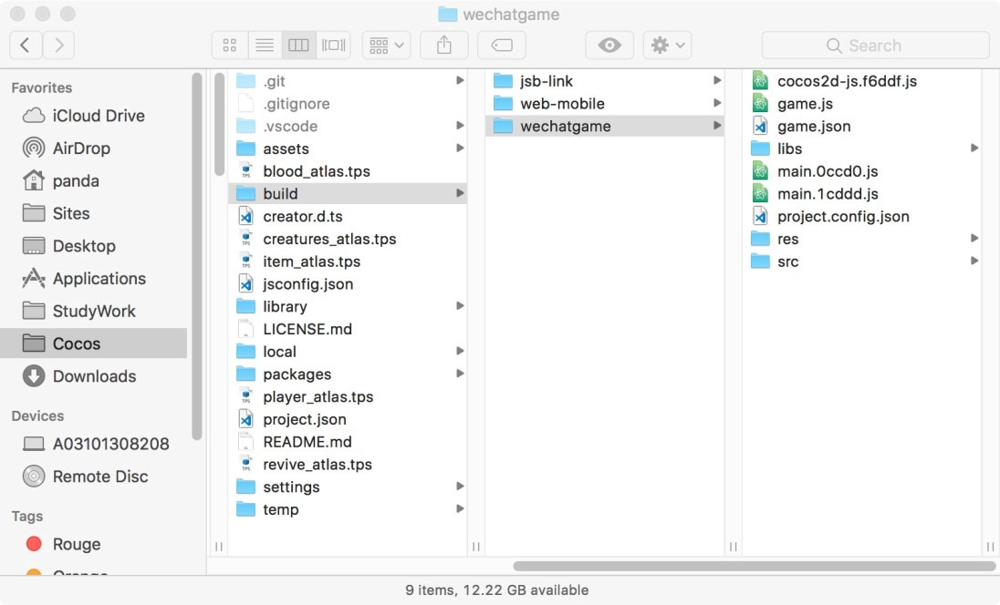 wechatgame
Search
Favorites
iCloud Drive
AirDrop
panda
Sites
Desktop
Applications
StudyWork
Cocos
Downloads
Devices
A03101308208
Remote Disc
Tags
Rouge
Orange
.git
.gitignore
.vscode
assets
blood_atlas.tps
build
creator.d.ts
creatures_atlas.tps
item_atlas.tps
jsconfig.json
library
LICENSE.md
local
packages
player_atlas.tps
project.json
README.md
revive_atlas.tps
settings
temp
jsb-link
web-mobile
wechatgame
cocos2d-js.f6ddf.js
game.js
game.json
libs
main.0ccd0.js
main.1cddd.js
project.config.json
res
src
9 items, 12.22 GB available